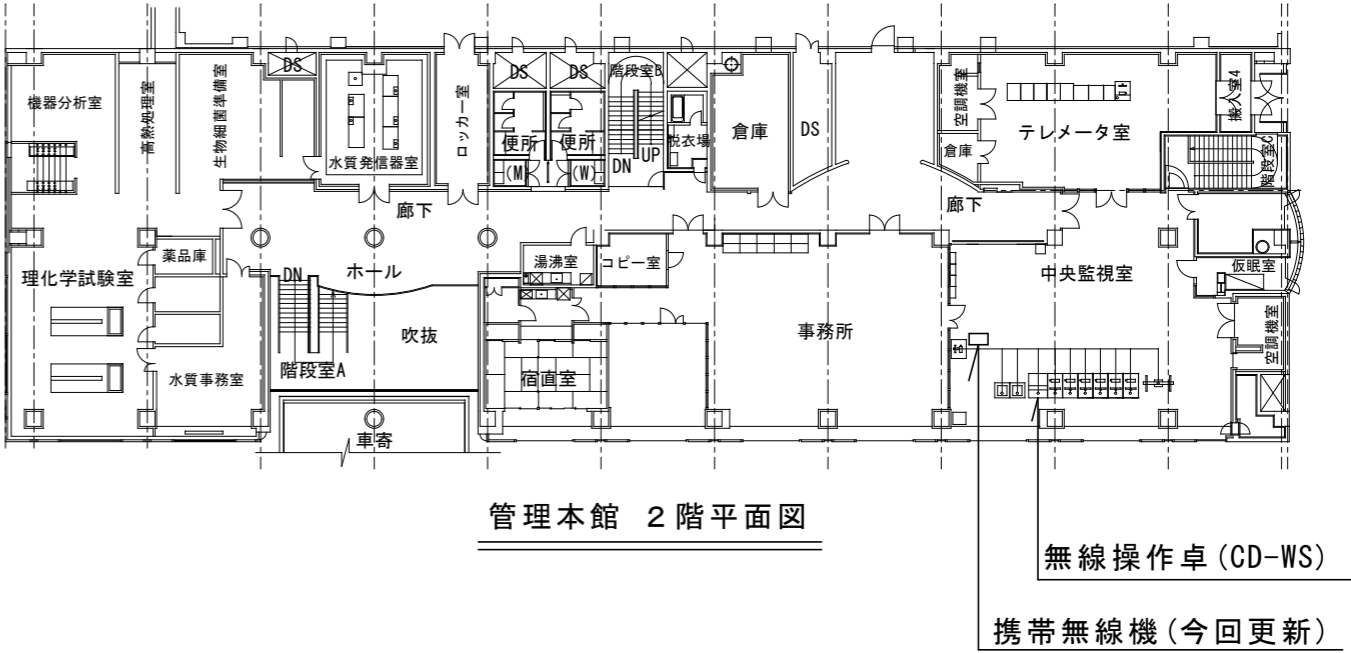 DS
DS
DS
階段室B
機器分析室
高熱処理室
生物細菌準備室
水質発信器室
ロッカー室
便所
便所
(M)
(W)
DN
UP
脱衣場
倉庫
DS
空調機室
倉庫
テレメータ室
搬入室4
階段室C
廊下
廊下
薬品庫
理化学試験室
DN
ホール
湯沸室
コピー室
中央監視室
仮眠室
吹抜
事務所
空調機室
階段室A
水質事務室
宿直室
車寄
管理本館 2階平面図
無線操作卓(CD-WS)
携帯無線機(今回更新)